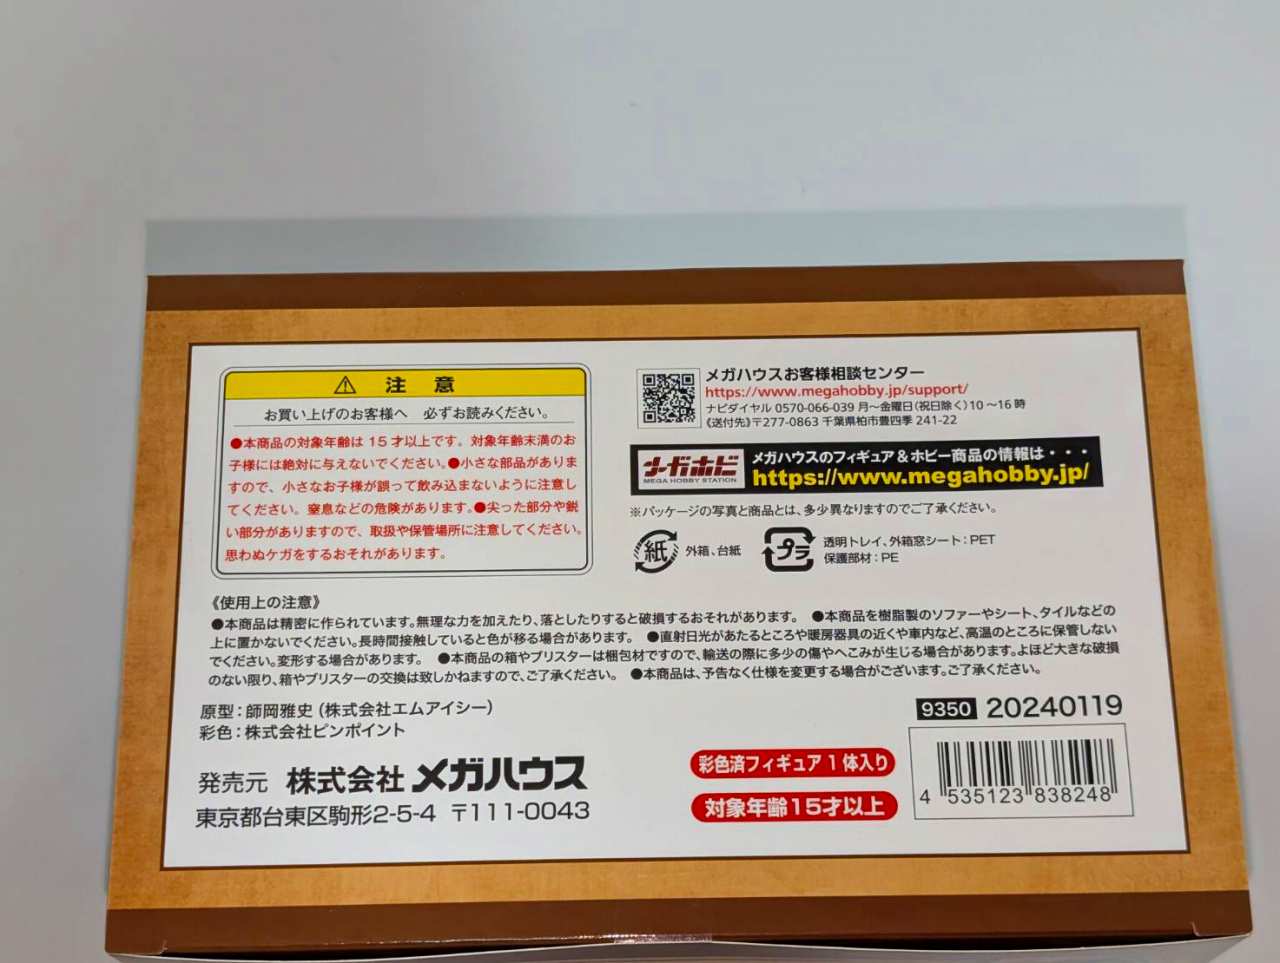 ⚠ 注 意
お買い上げのお客様へ 必ずお読みください。
●本商品の対象年齢は15才以上です。対象年齢未満のお
子様には絶対に与えないでください。●小さな部品がありま
すので、小さなお子様が誤って飲み込まないように注意し
てください。窒息などの危険があります。●尖った部分や鋭
い部分がありますので、取扱や保管場所に注意してください。
思わぬケガをするおそれがあります。
メガハウスお客様相談センター
https://www.megahobby.jp/support/
ナビダイヤル 0570-066-039 月～金曜日(祝日除く)10～16時
《送付先》〒277-0863 千葉県柏市豊四季 241-22
メガホビ
MEGA HOBBY STATION
メガハウスのフィギュア＆ホビー商品の情報は・・・
https://www.megahobby.jp/
※パッケージの写真と商品とは、多少異なりますのでご了承ください。
紙
外箱、台紙
プラ
透明トレイ、外箱窓シート：PET
保護部材：PE
《使用上の注意》
●本商品は精密に作られています。無理な力を加えたり、落としたりすると破損するおそれがあります。 ●本商品を樹脂製のソファーやシート、タイルなどの
上に置かないでください。長時間接触していると色が移る場合があります。 ●直射日光があたるところや暖房器具の近くや車内など、高温のところに保管しない
でください。変形する場合があります。 ●本商品の箱やブリスターは梱包材ですので、輸送の際に多少の傷やへこみが生じる場合があります。よほど大きな破損
のない限り、箱やブリスターの交換は致しかねますので、ご了承ください。 ●本商品は、予告なく仕様を変更する場合がございます。ご了承ください。
原型：師岡雅史（株式会社エムアイシー）
彩色：株式会社ピンポイント
発売元 株式会社 メガハウス
東京都台東区駒形2-5-4 〒111-0043
彩色済フィギュア1体入り
対象年齢15才以上
9350 20240119
4 535123 838248